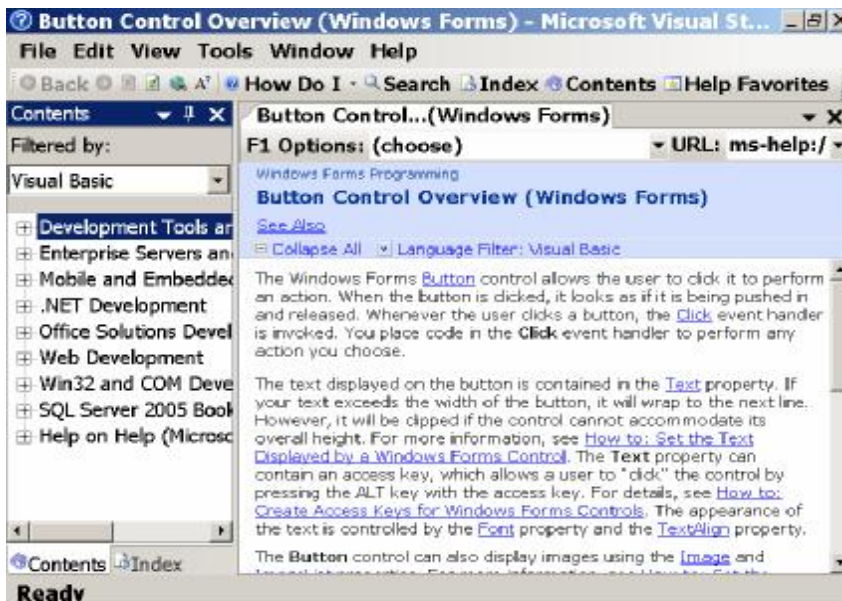 Button Control Overview (Windows Forms) - Microsoft Visual St...
File Edit View Tools Window Help
Back How Do I Search Index Contents Help Favorites
Contents
Filtered by:
Visual Basic
Development Tools an
Enterprise Servers an
Mobile and Embedded
.NET Development
Office Solutions Devel
Web Development
Win32 and COM Deve
SQL Server 2005 Book
Help on Help (Microsc
Contents Index
Ready
Button Control...(Windows Forms)
F1 Options: (choose) URL: ms-help:/
Windows Forms Programming
Button Control Overview (Windows Forms)
See Also
Collapse All Language Filter: Visual Basic
The Windows Forms Button control allows the user to click it to perform
an action. When the button is clicked, it looks as if it is being pushed in
and released. Whenever the user clicks a button, the Click event handler
is invoked. You place code in the Click event handler to perform any
action you choose.
The text displayed on the button is contained in the Text property. If
your text exceeds the width of the button, it will wrap to the next line.
However, it will be clipped if the control cannot accommodate its
overall height. For more information, see How to: Set the Text
Displayed by a Windows Forms Control. The Text property can
contain an access key, which allows a user to "click" the control by
pressing the ALT key with the access key. For details, see How to:
Create Access Keys for Windows Forms Controls. The appearance of
the text is controlled by the Font property and the TextAlign property.
The Button control can also display images using the Image and